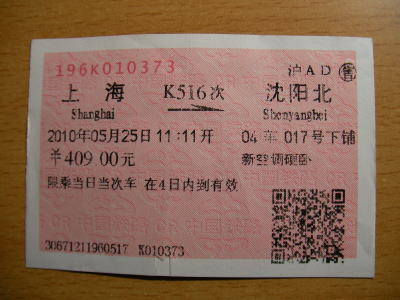 196K010373 沪AD 售
上海 K516次 沈阳北
Shanghai Shenyangbei
2010年05月25日11:11开 04车017号下铺
¥409.00元 新空调硬卧
限乘当日当次车 在4日内到有效
30671211960517 K010373